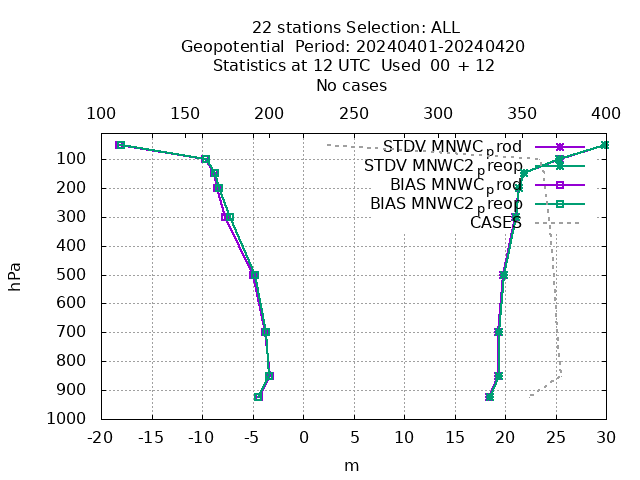 22 stations Selection: ALL
Geopotential  Period: 20240401-20240420
Statistics at 12 UTC  Used  00 + 12
No cases
100 150 200 250 300 350 400
STDV MNWC_prod
STDV MNWC2_preop
BIAS MNWC_prod
BIAS MNWC2_preop
CASES
100
200
300
400
500
600
700
800
900
1000
hPa
-20 -15 -10 -5 0 5 10 15 20 25 30
m